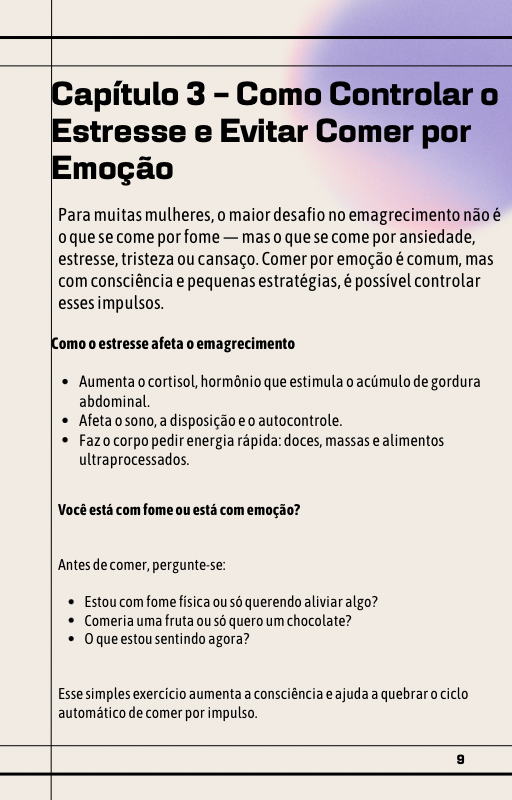 Capítulo 3 – Como Controlar o
Estresse e Evitar Comer por
Emoção
Para muitas mulheres, o maior desafio no emagrecimento não é
o que se come por fome — mas o que se come por ansiedade,
estresse, tristeza ou cansaço. Comer por emoção é comum, mas
com consciência e pequenas estratégias, é possível controlar
esses impulsos.
Como o estresse afeta o emagrecimento
• Aumenta o cortisol, hormônio que estimula o acúmulo de gordura
abdominal.
• Afeta o sono, a disposição e o autocontrole.
• Faz o corpo pedir energia rápida: doces, massas e alimentos
ultraprocessados.
Você está com fome ou está com emoção?
Antes de comer, pergunte-se:
• Estou com fome física ou só querendo aliviar algo?
• Comeria uma fruta ou só quero um chocolate?
• O que estou sentindo agora?
Esse simples exercício aumenta a consciência e ajuda a quebrar o ciclo
automático de comer por impulso.
9